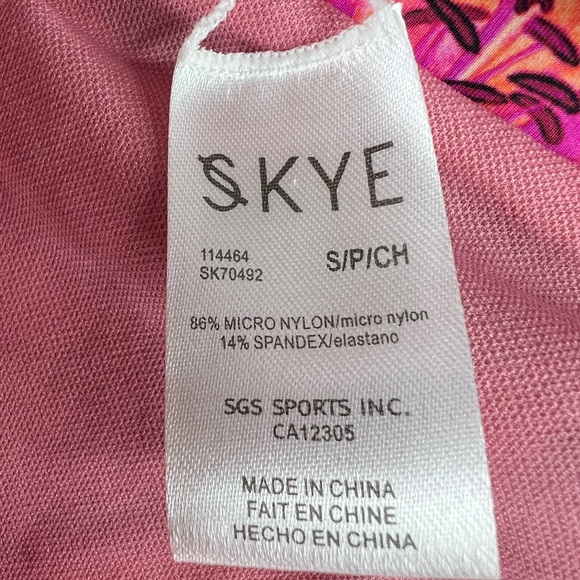 SKYE
114464
SK70492
S/P/CH
86% MICRO NYLON/micro nylon
14% SPANDEX/elastano
SGS SPORTS INC.
CA12305
MADE IN CHINA
FAIT EN CHINE
HECHO EN CHINA